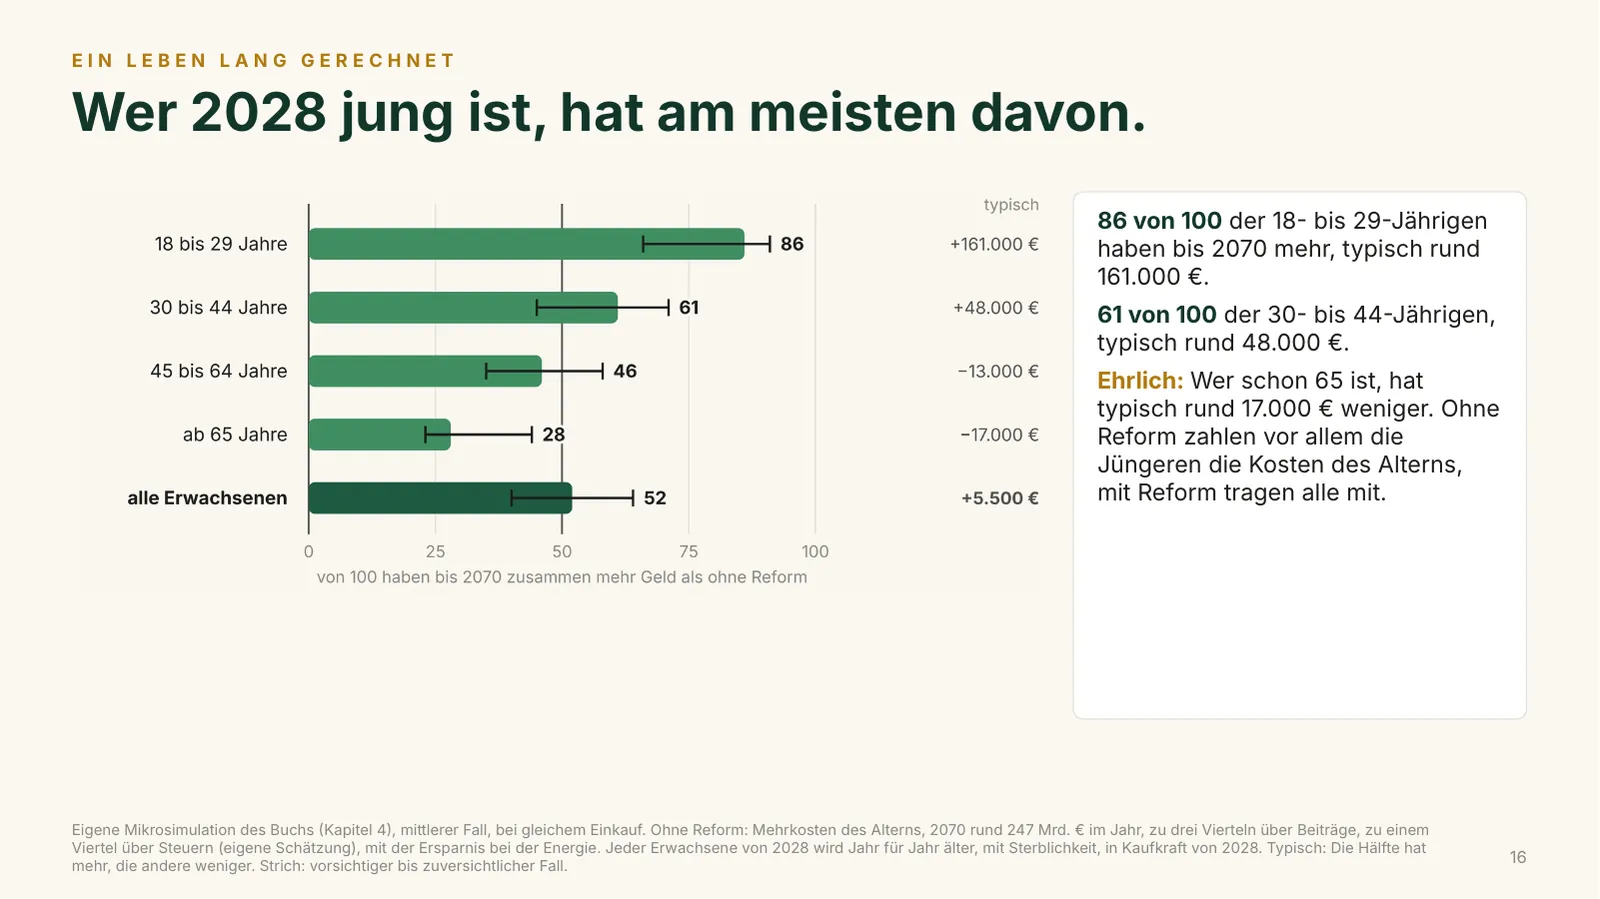 EIN LEBEN LANG GERECHNET
Wer 2028 jung ist, hat am meisten davon.
typisch
18 bis 29 Jahre 86 +161.000 €
30 bis 44 Jahre 61 +48.000 €
45 bis 64 Jahre 46 −13.000 €
ab 65 Jahre 28 −17.000 €
alle Erwachsenen 52 +5.500 €
0 25 50 75 100
von 100 haben bis 2070 zusammen mehr Geld als ohne Reform
86 von 100 der 18- bis 29-Jährigen
haben bis 2070 mehr, typisch rund
161.000 €.
61 von 100 der 30- bis 44-Jährigen,
typisch rund 48.000 €.
Ehrlich: Wer schon 65 ist, hat
typisch rund 17.000 € weniger. Ohne
Reform zahlen vor allem die
Jüngeren die Kosten des Alterns,
mit Reform tragen alle mit.
Eigene Mikrosimulation des Buchs (Kapitel 4), mittlerer Fall, bei gleichem Einkauf. Ohne Reform: Mehrkosten des Alterns, 2070 rund 247 Mrd. € im Jahr, zu drei Vierteln über Beiträge, zu einem
Viertel über Steuern (eigene Schätzung), mit der Ersparnis bei der Energie. Jeder Erwachsene von 2028 wird Jahr für Jahr älter, mit Sterblichkeit, in Kaufkraft von 2028. Typisch: Die Hälfte hat
mehr, die andere weniger. Strich: vorsichtiger bis zuversichtlicher Fall.
16